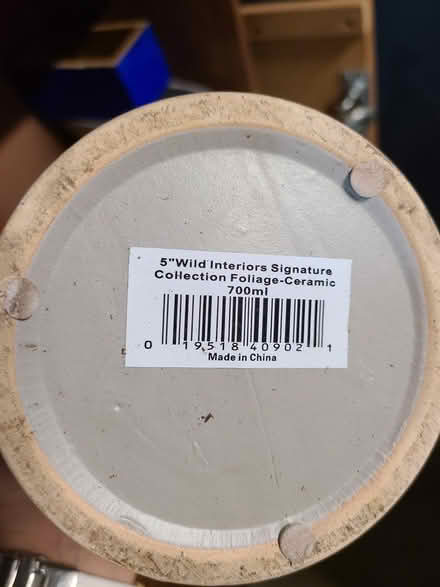 5"Wild Interiors Signature
Collection Foliage-Ceramic
700ml
0 19518 40902 1
Made in China